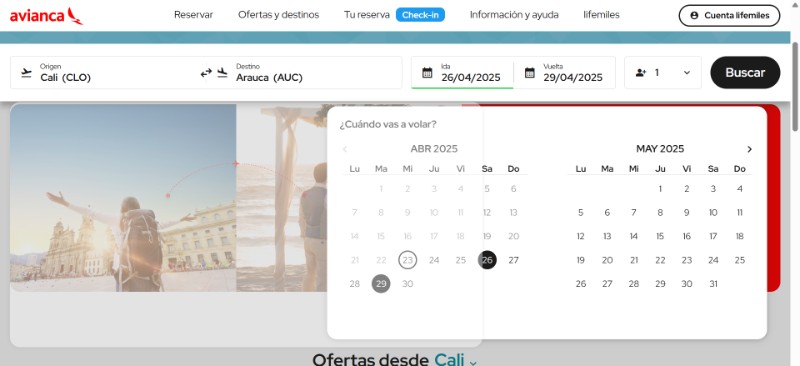 avianca Reservar Ofertas y destinos Tu reserva Check-in Información y ayuda lifemiles Cuenta lifemiles
Origen Destino Ida Vuelta
Cali (CLO) Arauca (AUC) 26/04/2025 29/04/2025 1 Buscar
¿Cuándo vas a volar?
ABR 2025 MAY 2025
Lu Ma Mi Ju Vi Sa Do Lu Ma Mi Ju Vi Sa Do
1 2 3 4 5 6 1 2 3 4
7 8 9 10 11 12 13 5 6 7 8 9 10 11
14 15 16 17 18 19 20 12 13 14 15 16 17 18
21 22 23 24 25 26 27 19 20 21 22 23 24 25
28 29 30 26 27 28 29 30 31
Ofertas desde Cali